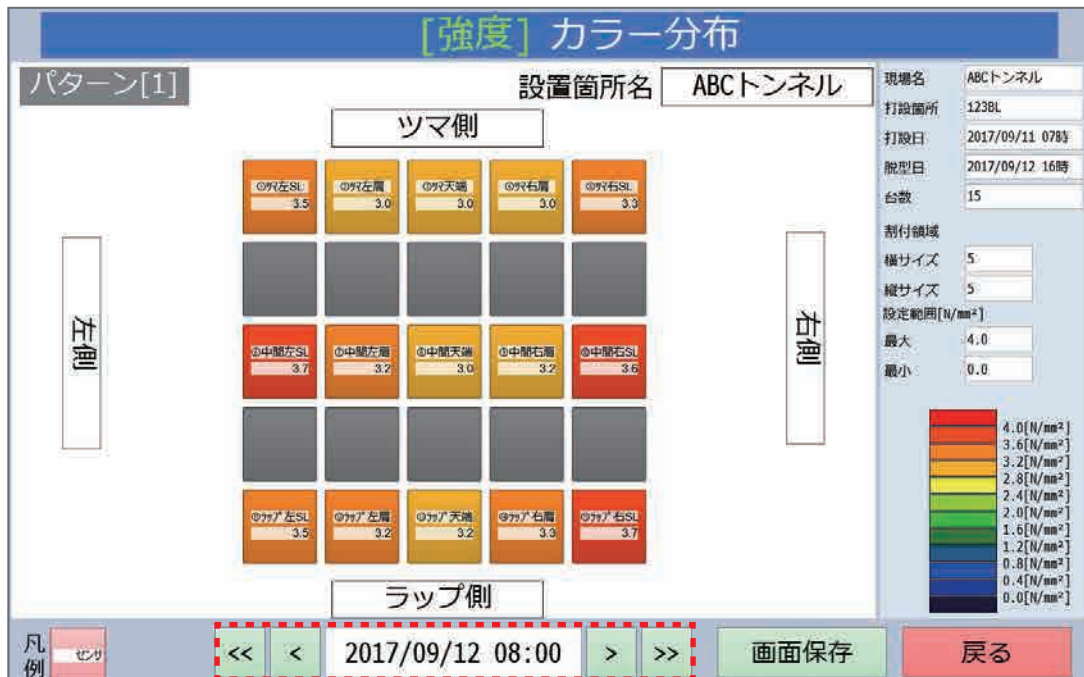 [強度] カラー分布
パターン[1]
設置箇所名 ABCトンネル
ツマ側
左側
右側
ラップ側
①ﾂﾏ左SL 3.5
①ﾂﾏ左肩 3.0
①ﾂﾏ天端 3.0
①ﾂﾏ右肩 3.0
①ﾂﾏ右SL 3.3
中間左SL 3.7
中間左肩 3.2
中間天端 3.0
中間右肩 3.2
中間右SL 3.6
ﾗｯﾌﾟ左SL 3.5
ﾗｯﾌﾟ左肩 3.2
ﾗｯﾌﾟ天端 3.2
ﾗｯﾌﾟ右肩 3.3
ﾗｯﾌﾟ右SL 3.7
現場名 ABCトンネル
打設箇所 123BL
打設日 2017/09/11 07時
脱型日 2017/09/12 16時
台数 15
割付領域
横サイズ 5
縦サイズ 5
設定範囲[N/mm²]
最大 4.0
最小 0.0
4.0[N/mm²]
3.6[N/mm²]
3.2[N/mm²]
2.8[N/mm²]
2.4[N/mm²]
2.0[N/mm²]
1.6[N/mm²]
1.2[N/mm²]
0.8[N/mm²]
0.4[N/mm²]
0.0[N/mm²]
凡例 センサ
<< < 2017/09/12 08:00 > >>
画面保存
戻る